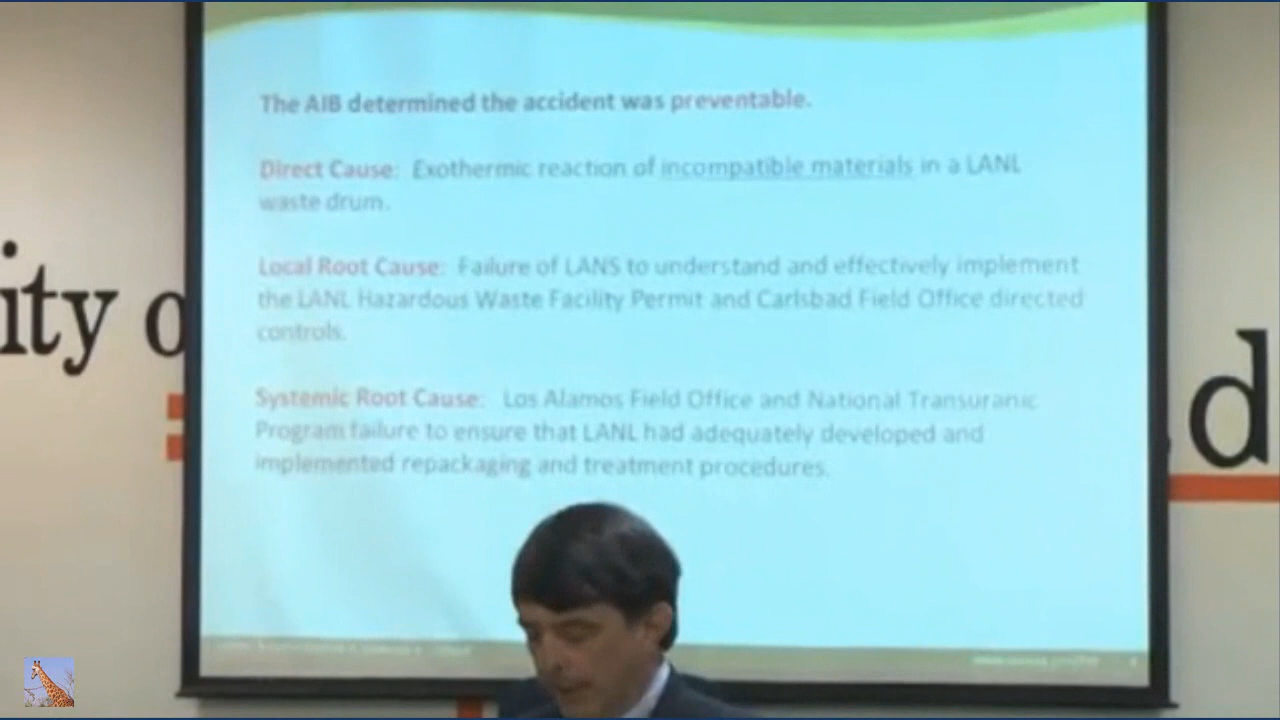 The AIB determined the accident was preventable.
Direct Cause: Exothermic reaction of incompatible materials in a LANL
waste drum.
Local Root Cause: Failure of LANS to understand and effectively implement
the LANL Hazardous Waste Facility Permit and Carlsbad Field Office directed
controls.
Systemic Root Cause: Los Alamos Field Office and National Transuranic
Program failure to ensure that LANL had adequately developed and
implemented repackaging and treatment procedures.
ity o
d